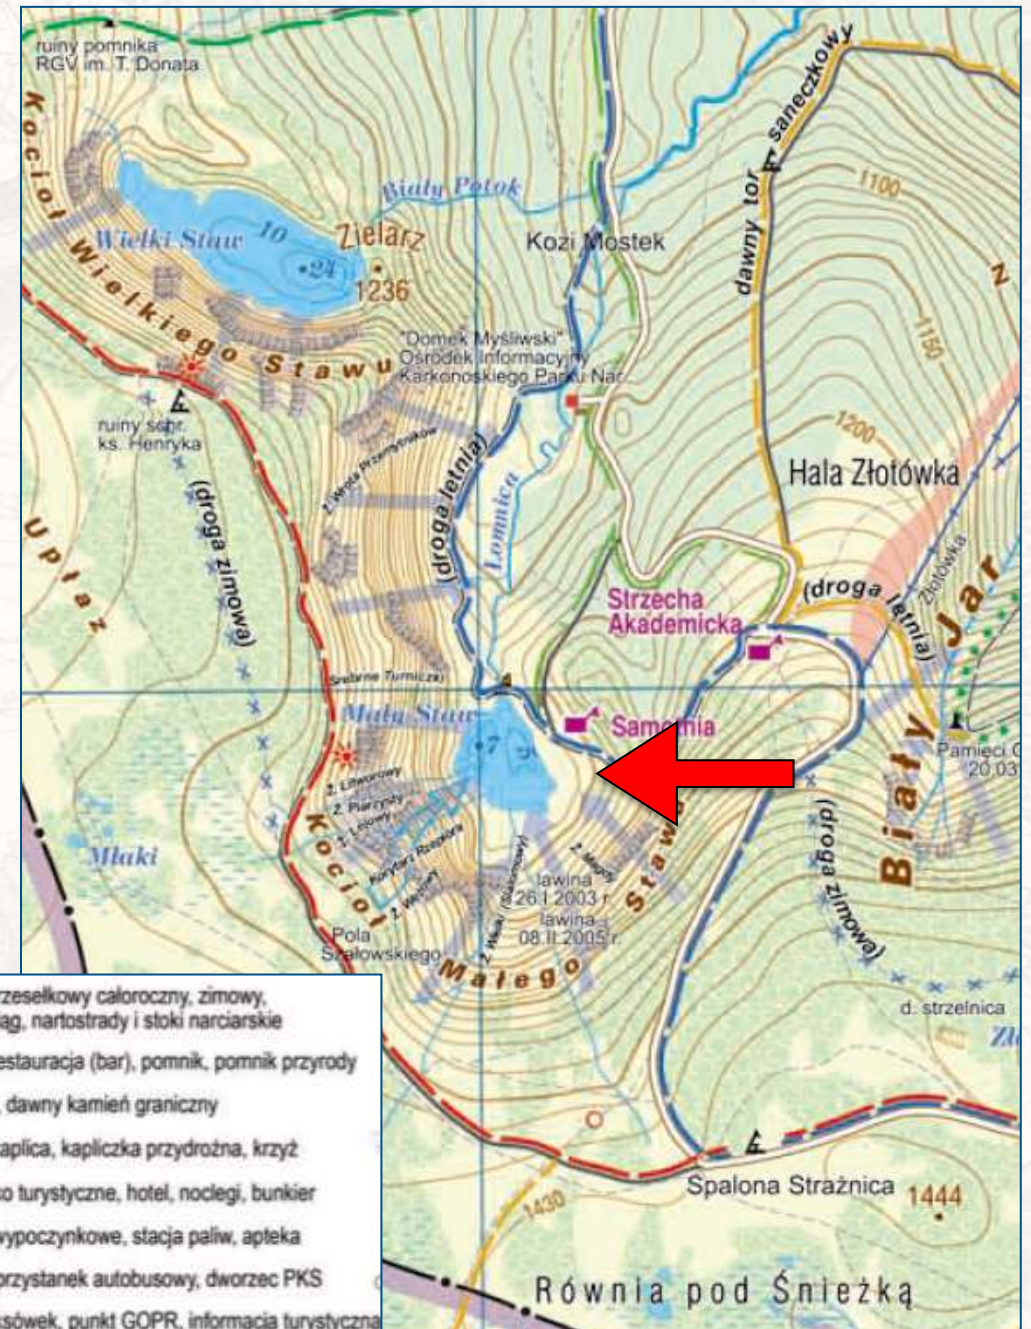 ruiny pomnika
RGV im. T. Donata
Kocioł Wielkiego Stawu
Wielki Staw
10
24
Zielarz
1236
Biały Potok
Kozi Mostek
dawny tor saneczkowy
1100
1150
1200
N
"Domek Myśliwski"
Ośrodek Informacyjny
Karkonoskiego Parku Nar.
ruiny schr.
ks. Henryka
(droga zimowa)
Upłaz
(droga letnia)
Łomnica
Hala Złotówka
Złotówka
(droga letnia)
Strzecha
Akademicka
Biały Jar
Srebrne Turniczki
Mały Staw
7
Samotnia
Pamięci
20.03
ż. Litworowy
ż. Piarżysty
Kocioł Małego Stawu
Młaki
lawina
26.I.2003 r.
lawina
08.II.2005 r.
Pola
Szałowskiego
(droga zimowa)
d. strzelnica
Spalona Strażnica
1444
1430
Równia pod Śnieżką
rzesełkowy całoroczny, zimowy,
ąg, nartostrady i stoki narciarskie
estauracja (bar), pomnik, pomnik przyrody
, dawny kamień graniczny
aplica, kapliczka przydrożna, krzyż
ko turystyczne, hotel, noclegi, bunkier
wypoczynkowe, stacja paliw, apteka
przystanek autobusowy, dworzec PKS
sówek, punkt GOPR, informacja turystyczna